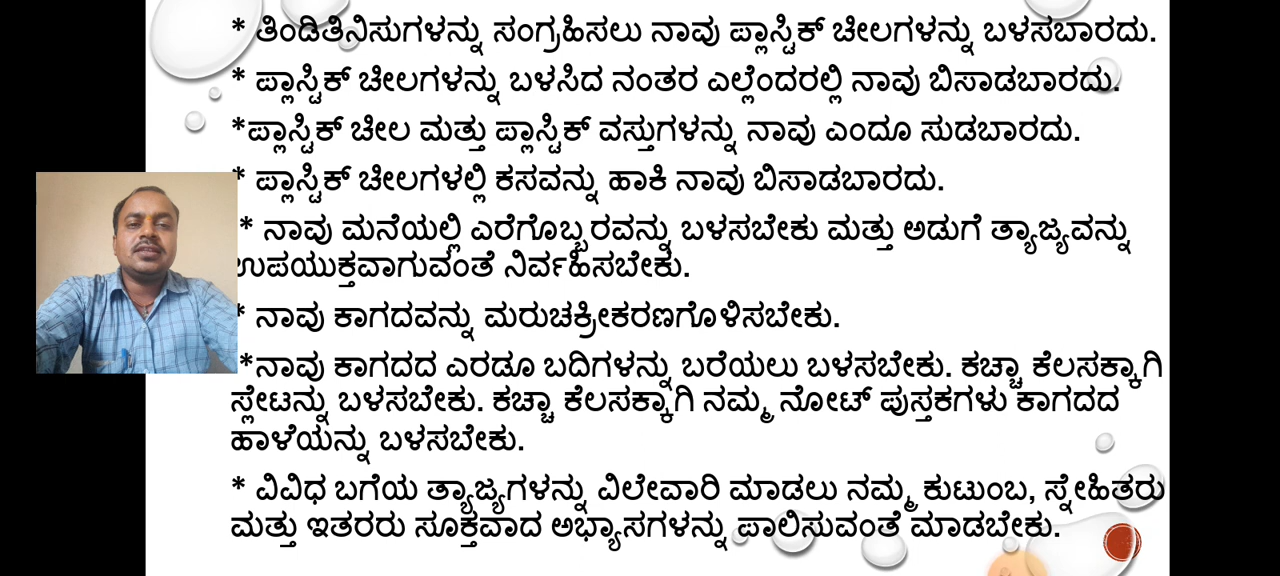 * ತಿಂಡಿತಿನಿಸುಗಳನ್ನು ಸಂಗ್ರಹಿಸಲು ನಾವು ಪ್ಲಾಸ್ಟಿಕ್ ಚೀಲಗಳನ್ನು ಬಳಸಬಾರದು.
* ಪ್ಲಾಸ್ಟಿಕ್ ಚೀಲಗಳನ್ನು ಬಳಸಿದ ನಂತರ ಎಲ್ಲೆಂದರಲ್ಲಿ ನಾವು ಬಿಸಾಡಬಾರದು.
*ಪ್ಲಾಸ್ಟಿಕ್ ಚೀಲ ಮತ್ತು ಪ್ಲಾಸ್ಟಿಕ್ ವಸ್ತುಗಳನ್ನು ನಾವು ಎಂದೂ ಸುಡಬಾರದು.
* ಪ್ಲಾಸ್ಟಿಕ್ ಚೀಲಗಳಲ್ಲಿ ಕಸವನ್ನು ಹಾಕಿ ನಾವು ಬಿಸಾಡಬಾರದು.
* ನಾವು ಮನೆಯಲ್ಲಿ ಎರೆಗೊಬ್ಬರವನ್ನು ಬಳಸಬೇಕು ಮತ್ತು ಅಡುಗೆ ತ್ಯಾಜ್ಯವನ್ನು
ಉಪಯುಕ್ತವಾಗುವಂತೆ ನಿರ್ವಹಿಸಬೇಕು.
* ನಾವು ಕಾಗದವನ್ನು ಮರುಚಕ್ರೀಕರಣಗೊಳಿಸಬೇಕು.
*ನಾವು ಕಾಗದದ ಎರಡೂ ಬದಿಗಳನ್ನು ಬರೆಯಲು ಬಳಸಬೇಕು. ಕಚ್ಚಾ ಕೆಲಸಕ್ಕಾಗಿ
ಸ್ಲೇಟನ್ನು ಬಳಸಬೇಕು. ಕಚ್ಚಾ ಕೆಲಸಕ್ಕಾಗಿ ನಮ್ಮ ನೋಟ್ ಪುಸ್ತಕಗಳು ಕಾಗದದ
ಹಾಳೆಯನ್ನು ಬಳಸಬೇಕು.
* ವಿವಿಧ ಬಗೆಯ ತ್ಯಾಜ್ಯಗಳನ್ನು ವಿಲೇವಾರಿ ಮಾಡಲು ನಮ್ಮ ಕುಟುಂಬ, ಸ್ನೇಹಿತರು
ಮತ್ತು ಇತರರು ಸೂಕ್ತವಾದ ಅಭ್ಯಾಸಗಳನ್ನು ಪಾಲಿಸುವಂತೆ ಮಾಡಬೇಕು.